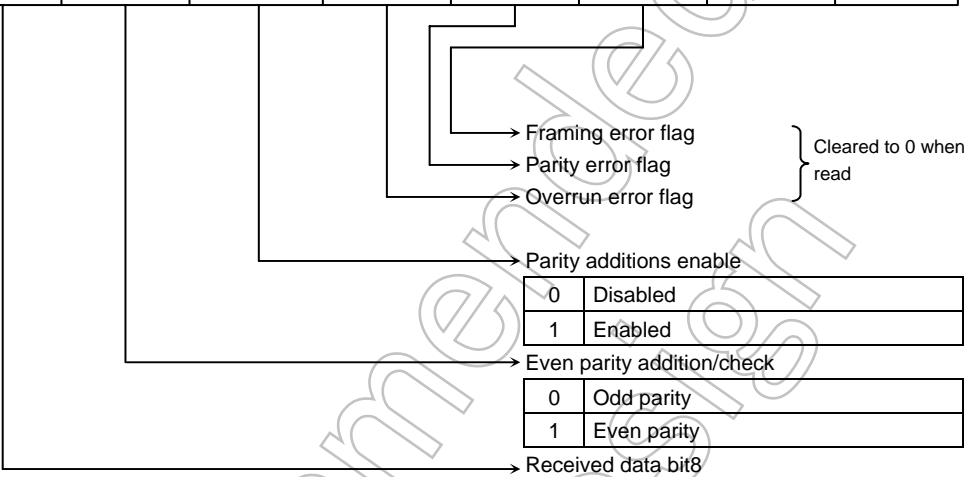 Framing error flag
Parity error flag
Overrun error flag
Cleared to 0 when
read
Parity additions enable
0 Disabled
1 Enabled
Even parity addition/check
0 Odd parity
1 Even parity
Received data bit8